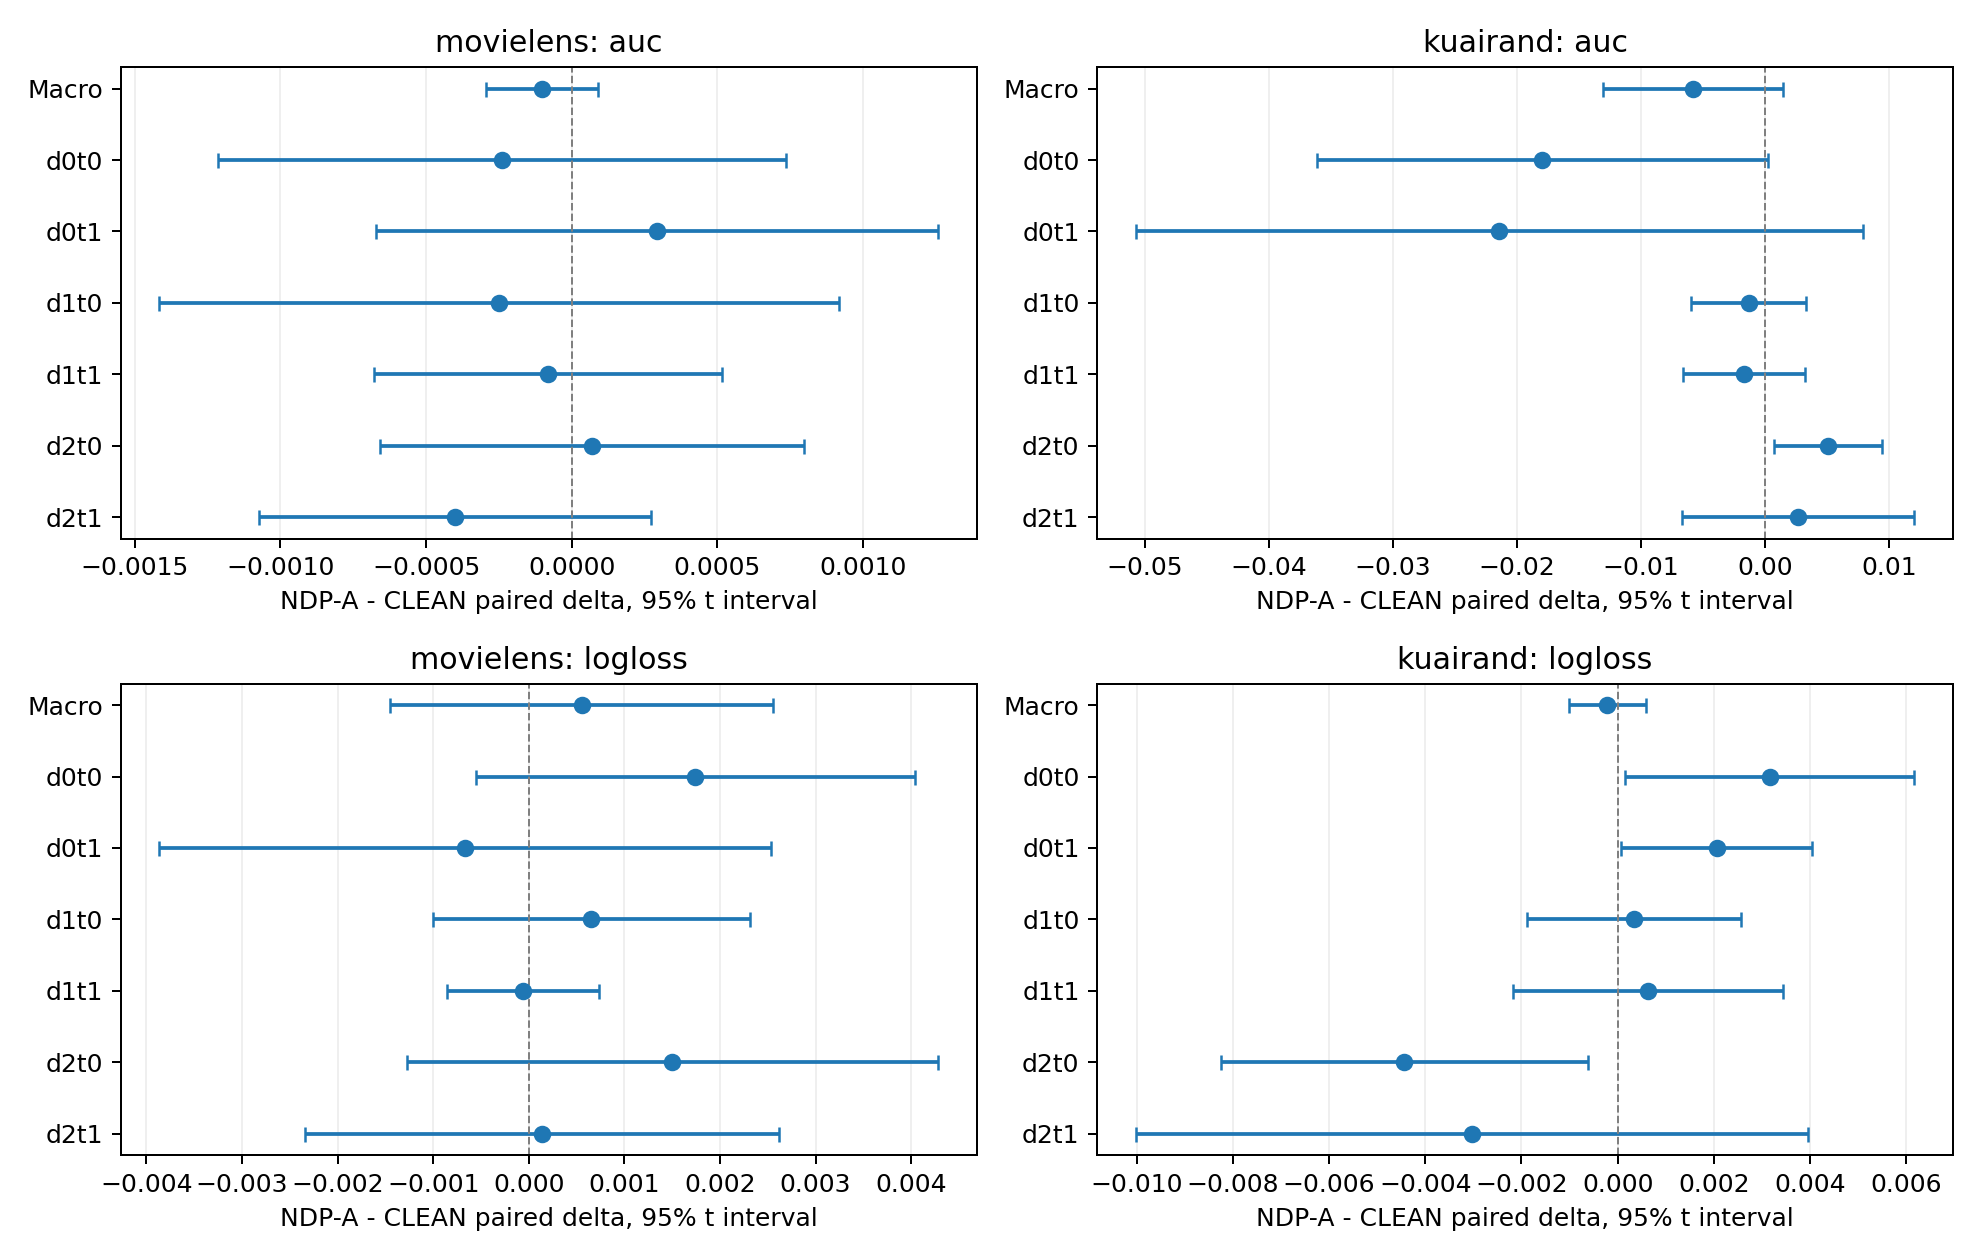 movielens: auc
Macro
d0t0
d0t1
d1t0
d1t1
d2t0
d2t1
−0.0015 −0.0010 −0.0005 0.0000 0.0005 0.0010
NDP-A - CLEAN paired delta, 95% t interval
kuairand: auc
Macro
d0t0
d0t1
d1t0
d1t1
d2t0
d2t1
−0.05 −0.04 −0.03 −0.02 −0.01 0.00 0.01
NDP-A - CLEAN paired delta, 95% t interval
movielens: logloss
Macro
d0t0
d0t1
d1t0
d1t1
d2t0
d2t1
−0.004 −0.003 −0.002 −0.001 0.000 0.001 0.002 0.003 0.004
NDP-A - CLEAN paired delta, 95% t interval
kuairand: logloss
Macro
d0t0
d0t1
d1t0
d1t1
d2t0
d2t1
−0.010 −0.008 −0.006 −0.004 −0.002 0.000 0.002 0.004 0.006
NDP-A - CLEAN paired delta, 95% t interval